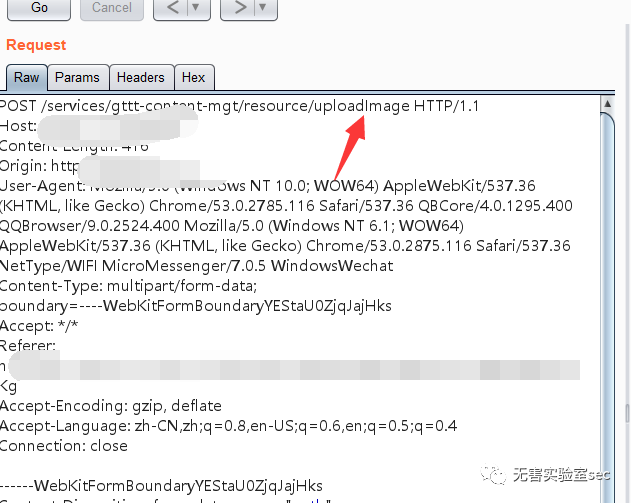 Go Cancel < ▼ > ▼
Request
Raw Params Headers Hex
POST /services/gttt-content-mgt/resource/uploadImage HTTP/1.1
Host:
Content-Length: 416
Origin: http
User-Agent: Mozilla/5.0 (Windows NT 10.0; WOW64) AppleWebKit/537.36
(KHTML, like Gecko) Chrome/53.0.2785.116 Safari/537.36 QBCore/4.0.1295.400
QQBrowser/9.0.2524.400 Mozilla/5.0 (Windows NT 6.1; WOW64)
AppleWebKit/537.36 (KHTML, like Gecko) Chrome/53.0.2875.116 Safari/537.36
NetType/WIFI MicroMessenger/7.0.5 WindowsWechat
Content-Type: multipart/form-data;
boundary=----WebKitFormBoundaryYEStaU0ZjqJajHks
Accept: */*
Referer:
h
Kg
Accept-Encoding: gzip, deflate
Accept-Language: zh-CN,zh;q=0.8,en-US;q=0.6,en;q=0.5;q=0.4
Connection: close
------WebKitFormBoundaryYEStaU0ZjqJajHks
无害实验室sec